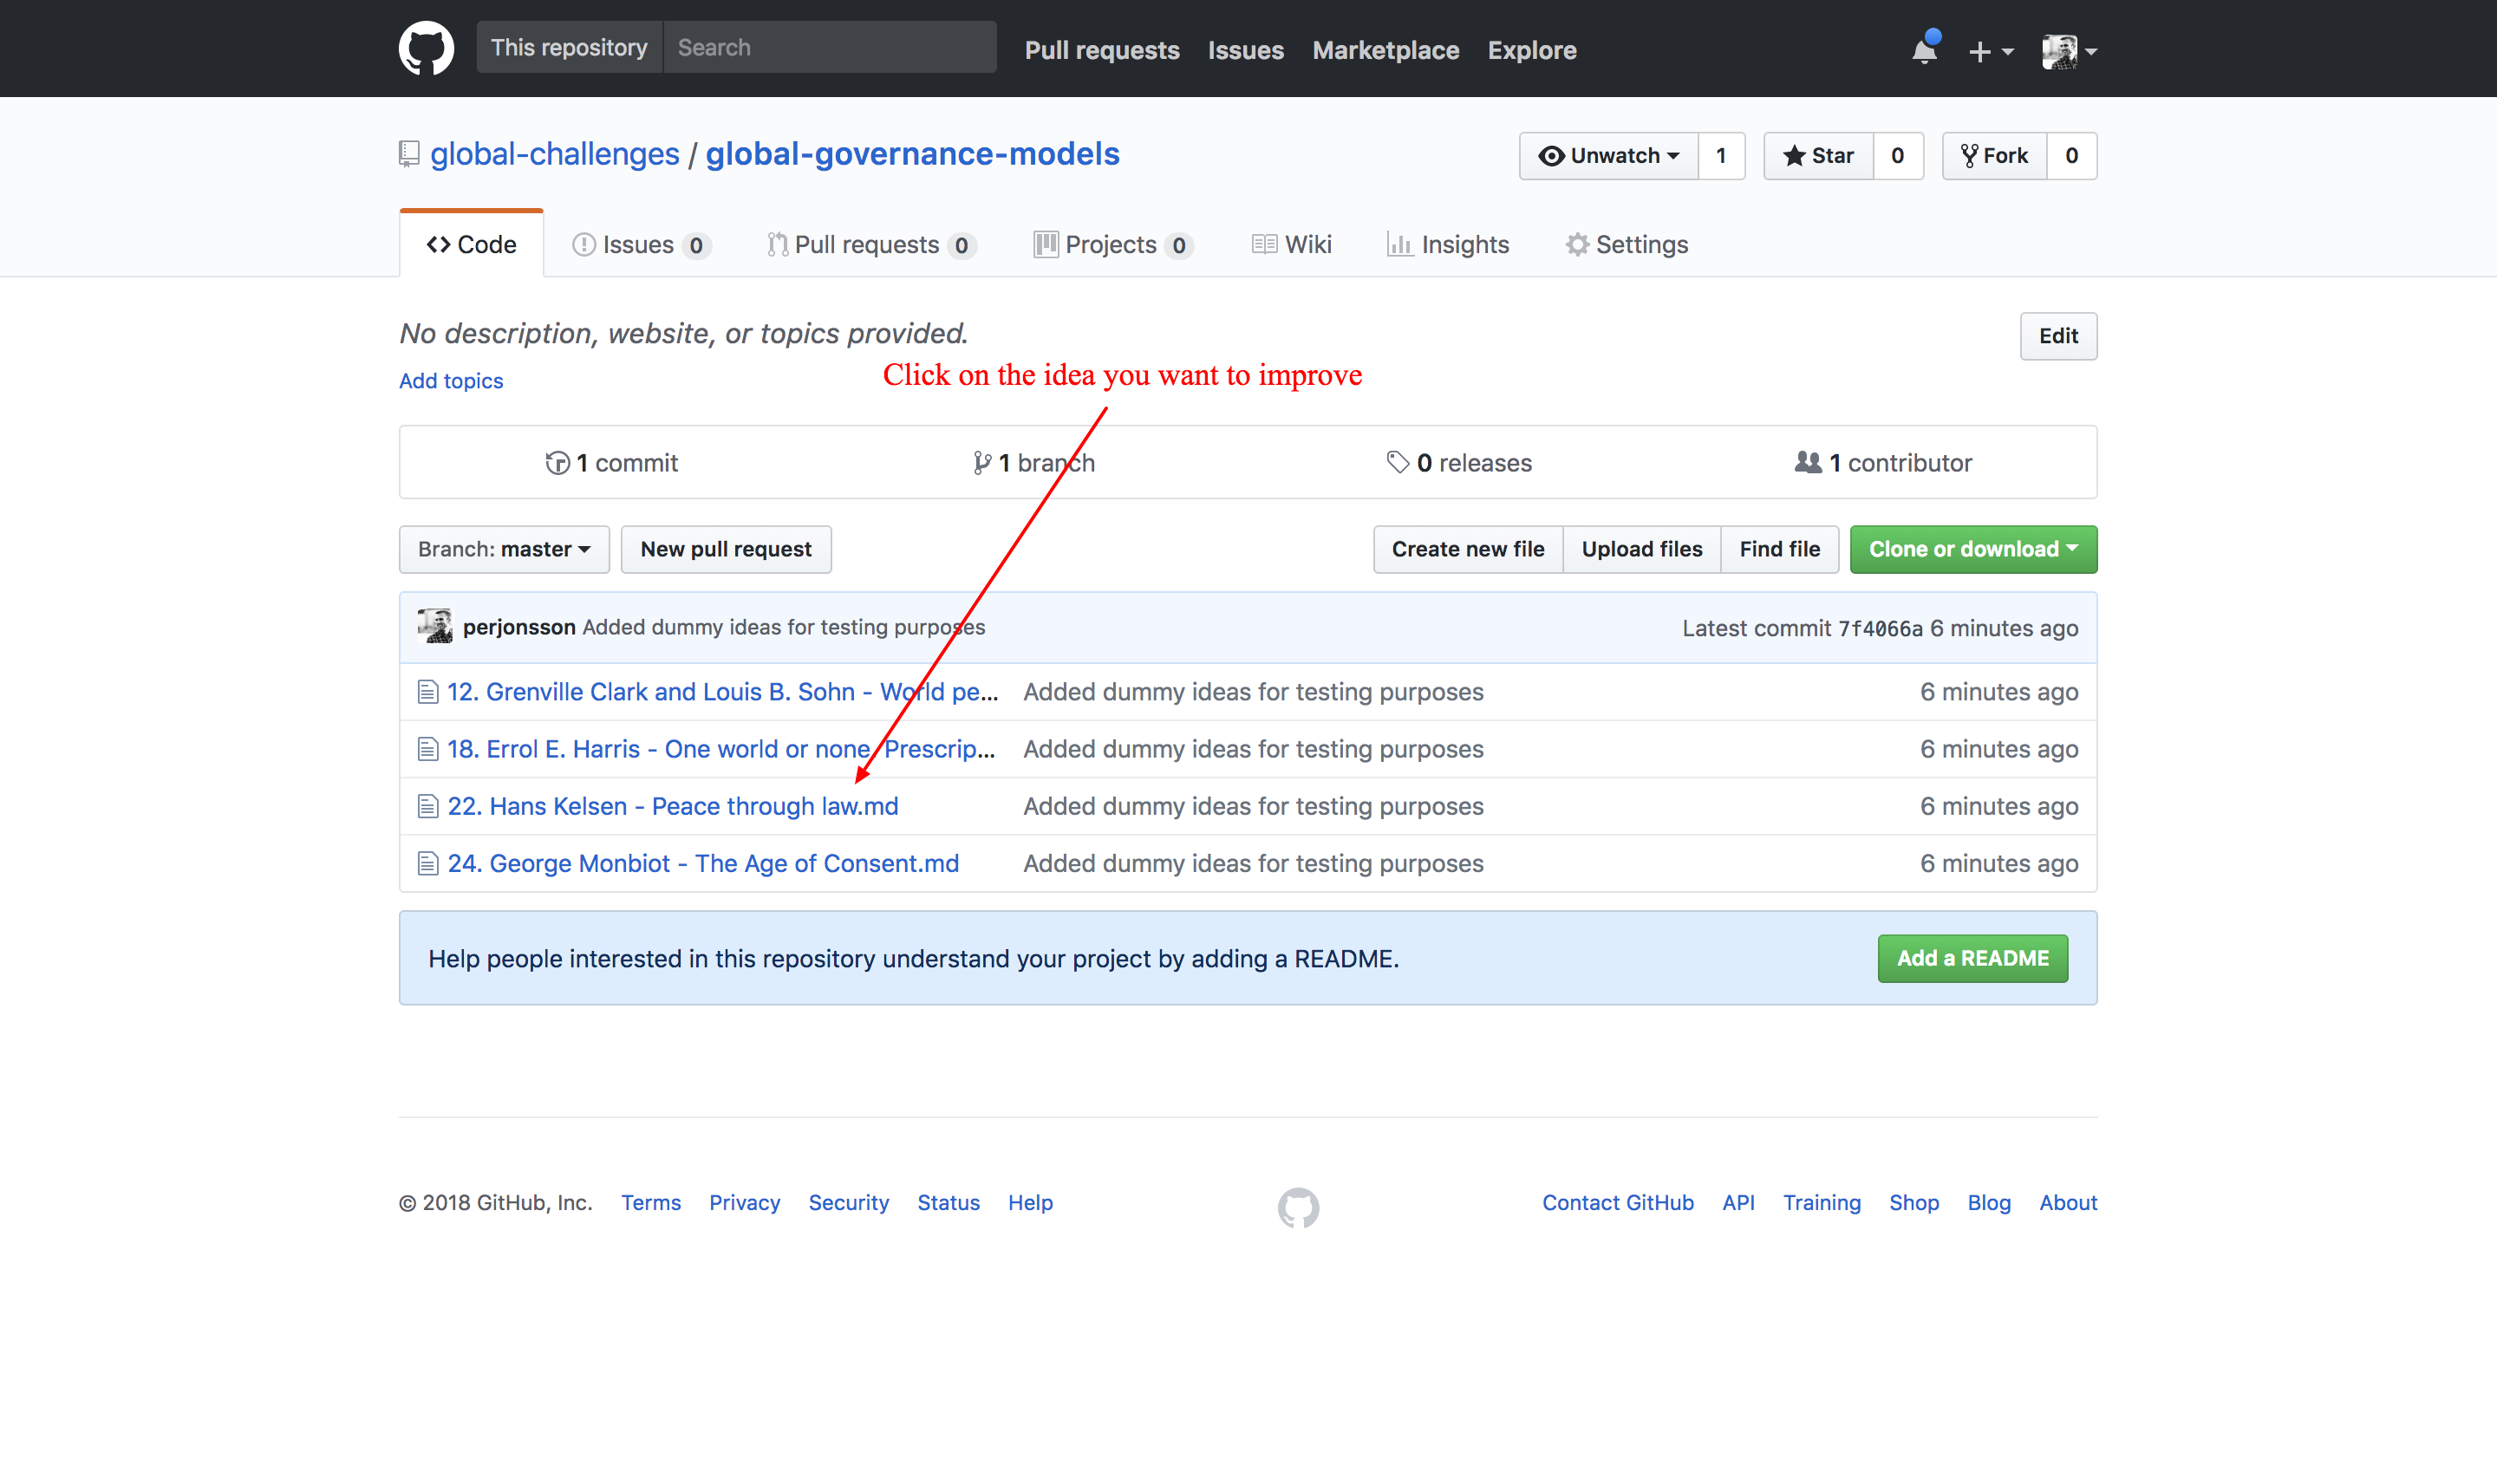 This repository Search Pull requests Issues Marketplace Explore
global-challenges / global-governance-models Unwatch 1 Star 0 Fork 0
Code Issues 0 Pull requests 0 Projects 0 Wiki Insights Settings
No description, website, or topics provided. Edit
Add topics
Click on the idea you want to improve
1 commit 1 branch 0 releases 1 contributor
Branch: master New pull request Create new file Upload files Find file Clone or download
perjonsson Added dummy ideas for testing purposes Latest commit 7f4066a 6 minutes ago
12. Grenville Clark and Louis B. Sohn - World pe... Added dummy ideas for testing purposes 6 minutes ago
18. Errol E. Harris - One world or none. Prescrip... Added dummy ideas for testing purposes 6 minutes ago
22. Hans Kelsen - Peace through law.md Added dummy ideas for testing purposes 6 minutes ago
24. George Monbiot - The Age of Consent.md Added dummy ideas for testing purposes 6 minutes ago
Help people interested in this repository understand your project by adding a README. Add a README
© 2018 GitHub, Inc. Terms Privacy Security Status Help Contact GitHub API Training Shop Blog About